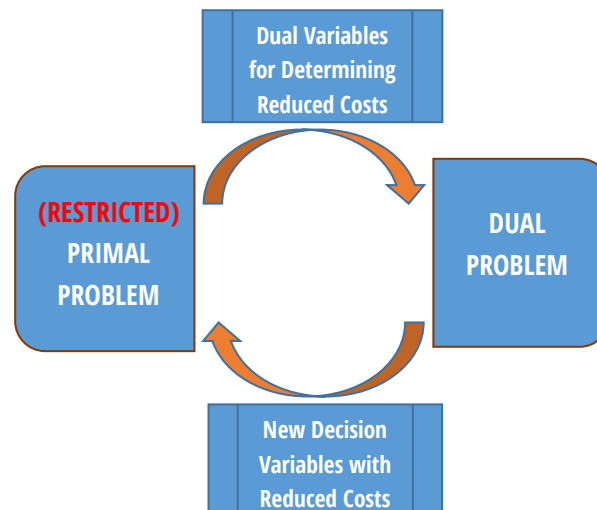 Dual Variables
for Determining
Reduced Costs
(RESTRICTED)
PRIMAL
PROBLEM
DUAL
PROBLEM
New Decision
Variables with
Reduced Costs